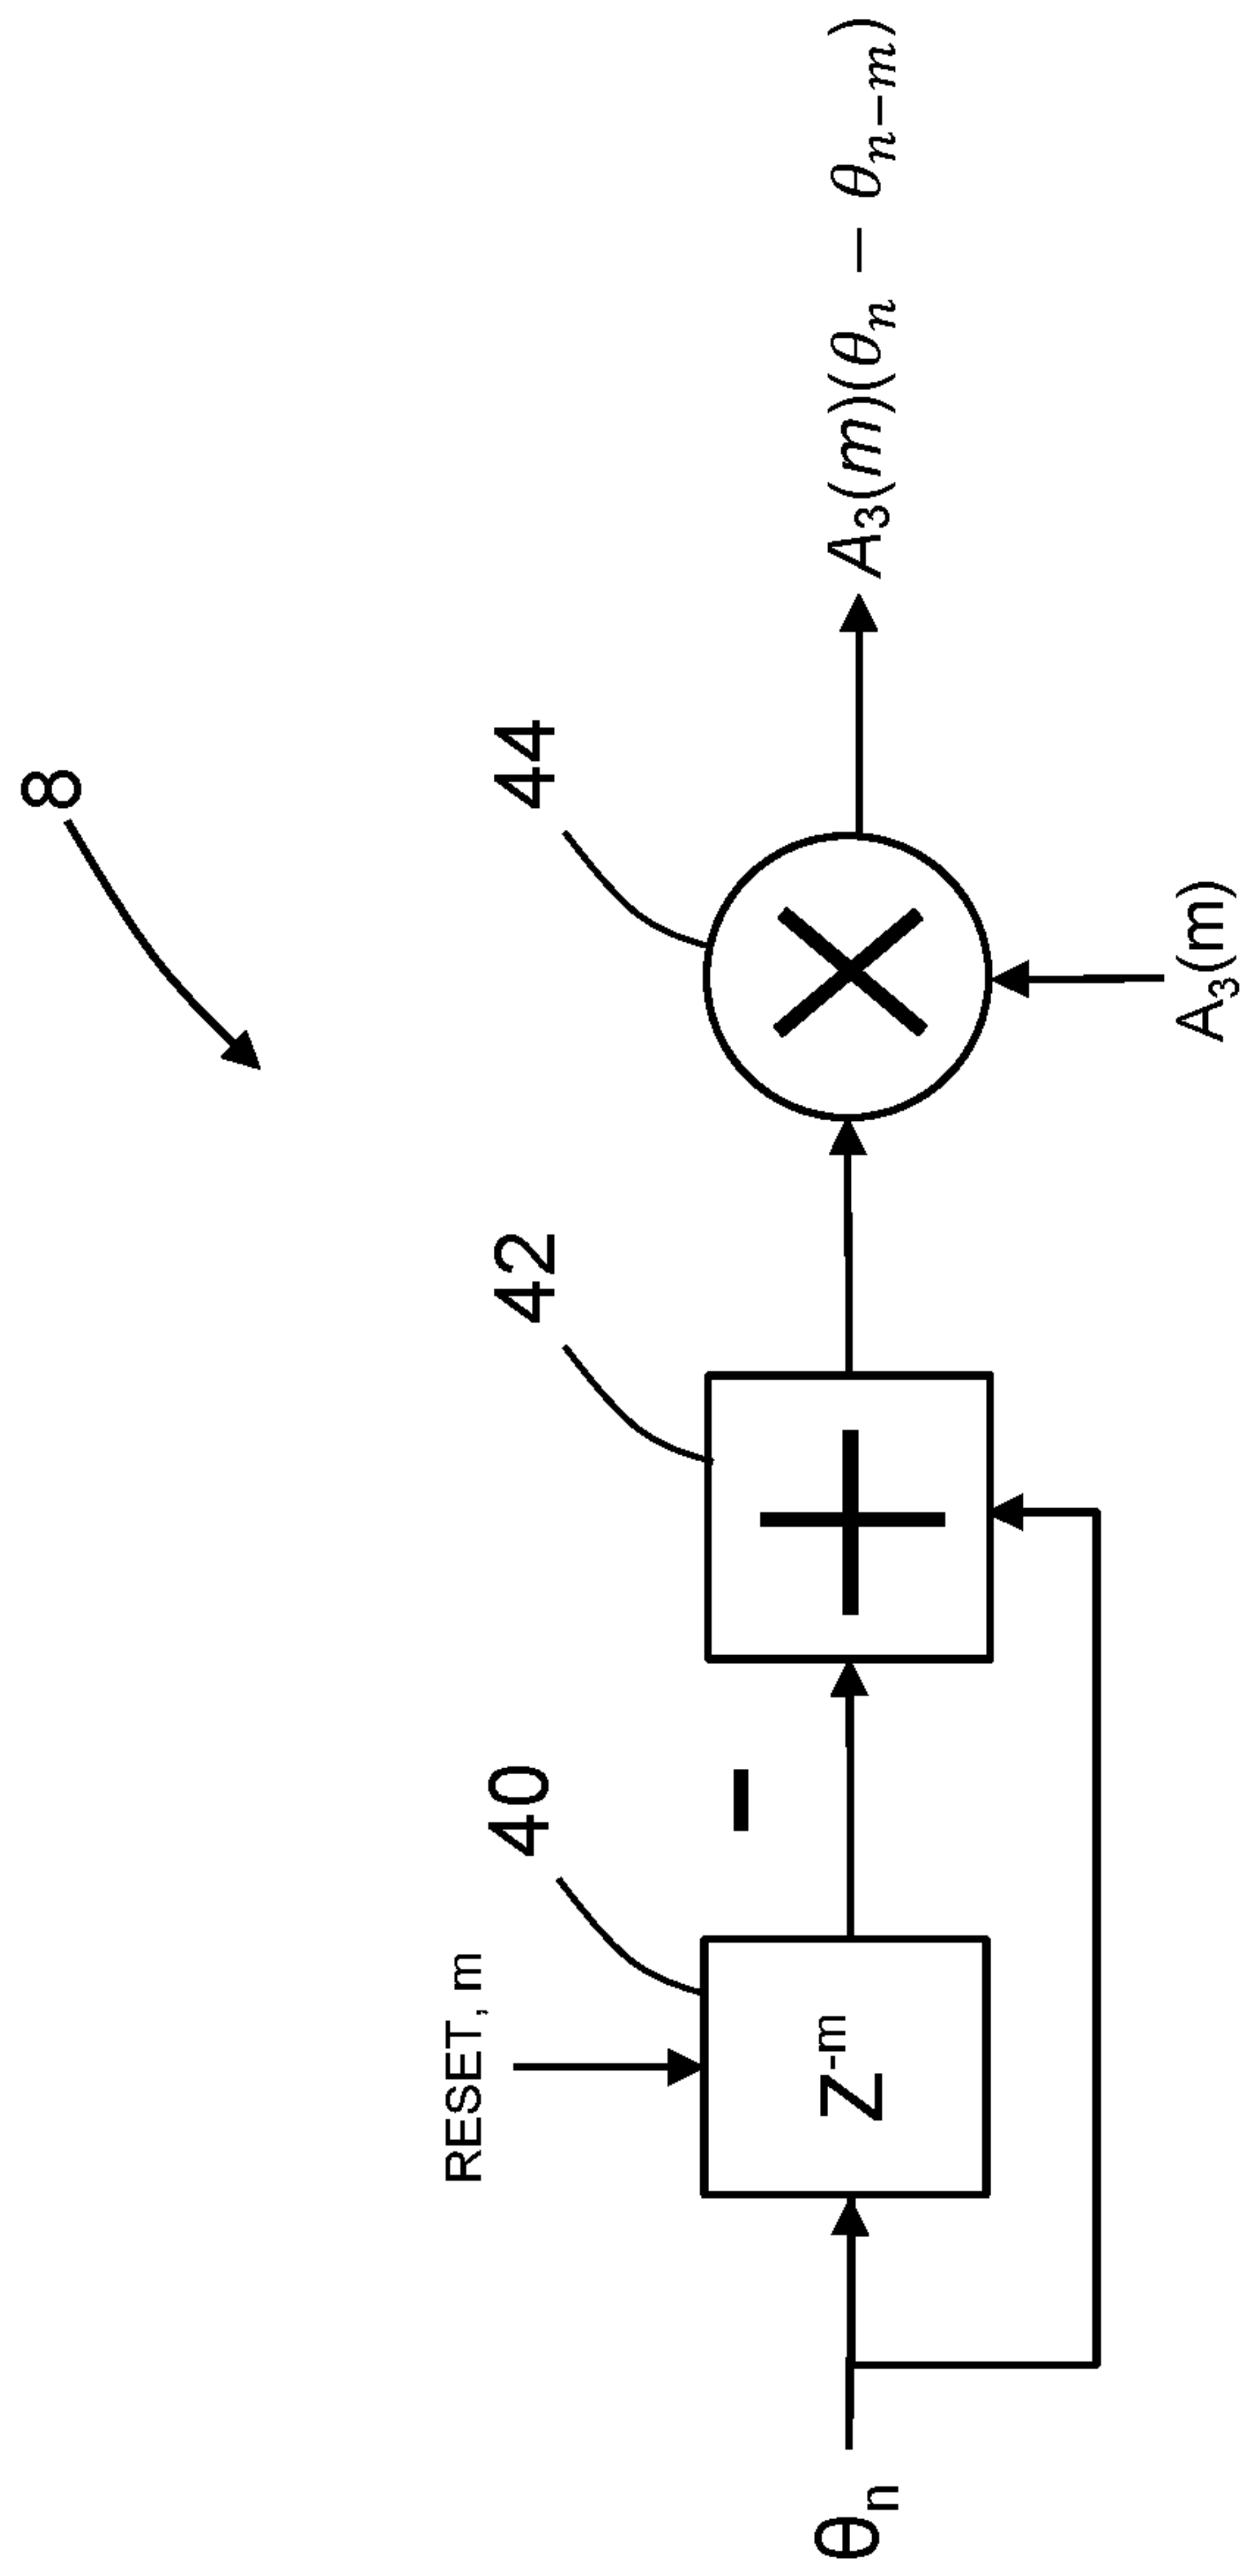 8
40
42
44
RESET, m
θn
Z-m
−
+
×
A3(m)(θn − θn−m)
A3(m)